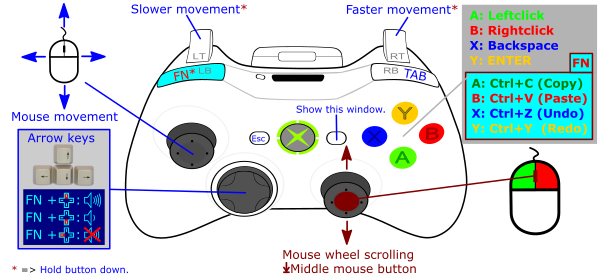 Slower movement*
Faster movement*
A: Leftclick
B: Rightclick
X: Backspace
Y: ENTER
FN
A: Ctrl+C (Copy)
B: Ctrl+V (Paste)
X: Ctrl+Z (Undo)
Y: Ctrl+Y (Redo)
LT
RT
FN* LB
RB TAB
Mouse movement
Show this window.
Esc
Y
X
B
A
Arrow keys
FN + :
FN + :
FN + :
Mouse wheel scrolling
Middle mouse button
* => Hold button down.